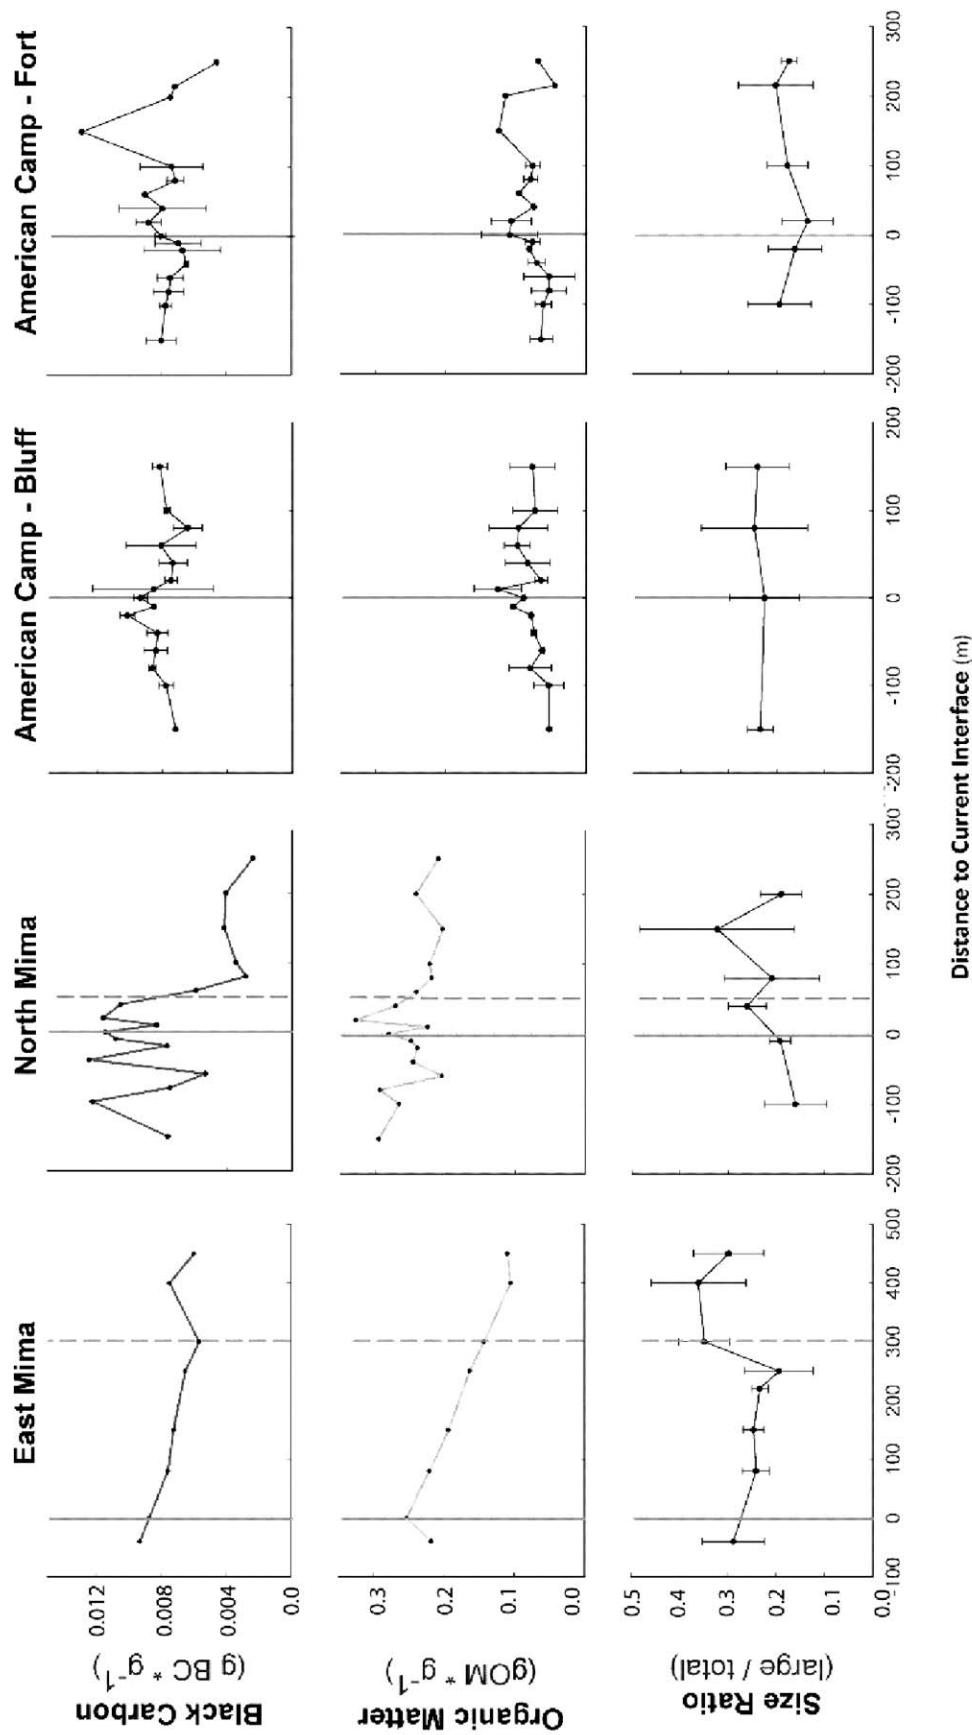 East Mima
North Mima
American Camp - Bluff
American Camp - Fort
Black Carbon
(g BC * g⁻¹)
0.012
0.008
0.004
0.0
Organic Matter
(gOM * g⁻¹)
0.3
0.2
0.1
0
Size Ratio
(large / total)
0.5
0.4
0.3
0.2
0.1
0.0
-100 0 100 200 300 400 500
-200 -100 0 100 200 300
-200 -100 0 100 200
-200 -100 0 100 200 300
Distance to Current Interface (m)